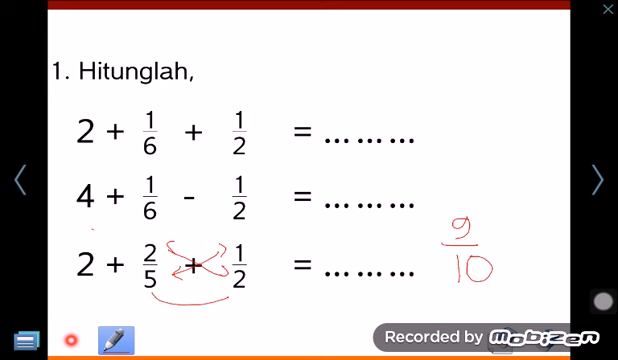 1. Hitunglah,
2 + 1/6 + 1/2 = ... ... ...
4 + 1/6 - 1/2 = ... ... ...
2 + 2/5 + 1/2 = ... ... ...
9/10
Recorded by
mobizen